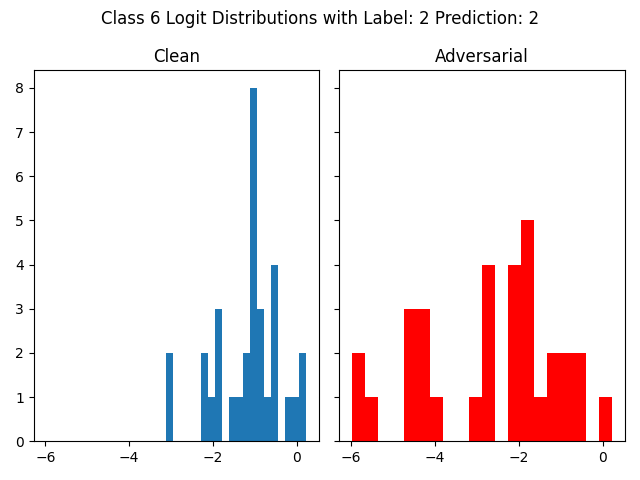 Class 6 Logit Distributions with Label: 2 Prediction: 2
Clean
Adversarial
8
7
6
5
4
3
2
1
0
−6 −4 −2 0
−6 −4 −2 0